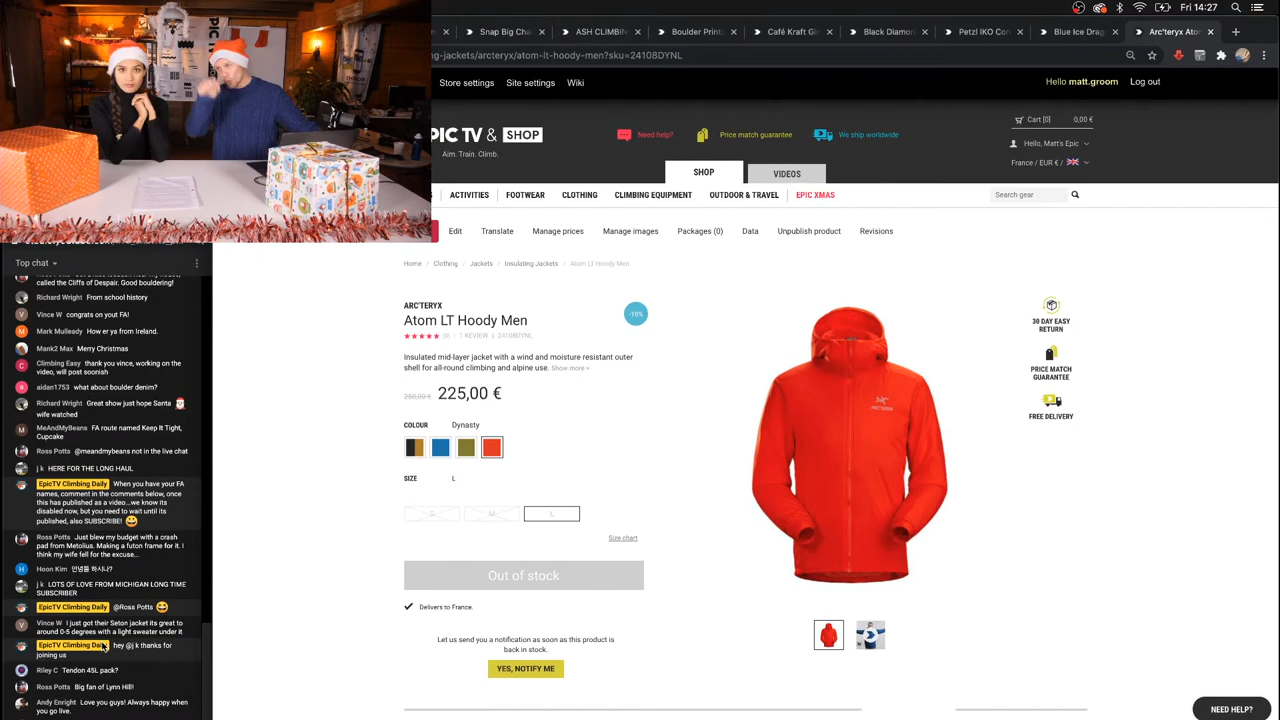 Snap Big Cha
ASH CLIMBIN
Boulder Print
Café Kraft G
Black Diamon
Petzl IKO Cor
Blue Ice Drag
Arc'teryx Ato
ng-jackets/arcteryx/atom-lt-hoody-men?sku=24108DYNL
Store settings Site settings Wiki
Hello matt.groom Log out
PIC TV & SHOP
Aim. Train. Climb.
Need help? Price match guarantee We ship worldwide
Cart [0] 0,00 €
Hello, Matt's Epic
France / EUR € /
SHOP VIDEOS
ACTIVITIES FOOTWEAR CLOTHING CLIMBING EQUIPMENT OUTDOOR & TRAVEL EPIC XMAS
Search gear
Edit Translate Manage prices Manage images Packages (0) Data Unpublish product Revisions
Home / Clothing / Jackets / Insulating Jackets / Atom LT Hoody Men
ARC'TERYX
Atom LT Hoody Men
-10%
(3) | 1 REVIEW | 24108DYNL
Insulated mid-layer jacket with a wind and moisture resistant outer
shell for all-round climbing and alpine use. Show more >
250,00 € 225,00 €
COLOUR Dynasty
SIZE L
S M L
Size chart
Out of stock
Delivers to France.
Let us send you a notification as soon as this product is
back in stock.
YES, NOTIFY ME
ARC'TERYX
30 DAY EASY
RETURN
PRICE MATCH
GUARANTEE
FREE DELIVERY
NEED HELP?
Top chat
called the Cliffs of Despair. Good bouldering!
Richard Wright From school history
V Vince W congrats on yout FA!
M Mark Mulleady How er ya from Ireland.
Mank2 Max Merry Christmas
C Climbing Easy thank you vince, working on the
video, will post soonish
a aidan1753 what about boulder denim?
Richard Wright Great show just hope Santa 🎅
wife watched
M MeAndMyBeans FA route named Keep It Tight,
Cupcake
Ross Potts @meandmybeans not in the live chat
j k HERE FOR THE LONG HAUL
EpicTV Climbing Daily When you have your FA
names, comment in the comments below, once
this has published as a video...we know its
disabled now, but you need to wait until its
published, also SUBSCRIBE! 😀
Ross Potts Just blew my budget with a crash
pad from Metolius. Making a futon frame for it. I
think my wife fell for the excuse...
H Hoon Kim 안녕들 하시나?
j k LOTS OF LOVE FROM MICHIGAN LONG TIME
SUBSCRIBER
EpicTV Climbing Daily @Ross Potts 😄
V Vince W I just got their Seton jacket its great to
around 0-5 degrees with a light sweater under it
EpicTV Climbing Daily hey @j k thanks for
joining us
Riley C Tendon 45L pack?
Ross Potts Big fan of Lynn Hill!
Andy Enright Love you guys! Always happy when
you go live.